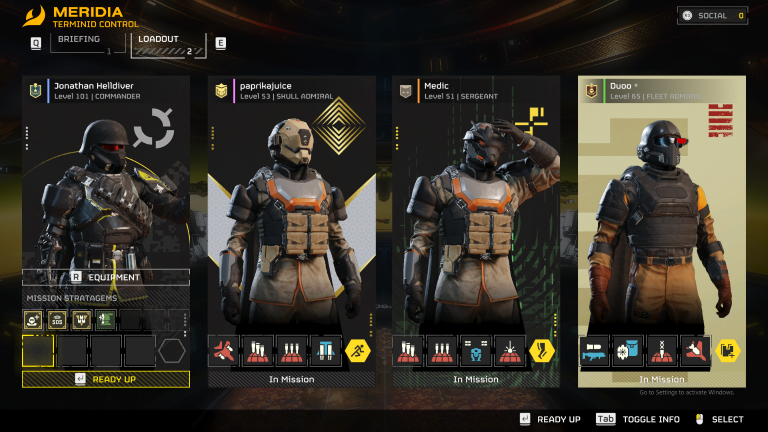 MERIDIA
TERMINID CONTROL
SOCIAL 0
Q
BRIEFING
1
LOADOUT
2
E
Jonathan Helldiver
Level 101 | COMMANDER
paprikajuice
Level 53 | SKULL ADMIRAL
Medic
Level 51 | SERGEANT
Duoo *
Level 65 | FLEET ADMIRAL
R EQUIPMENT
MISSION STRATAGEMS
SOS
READY UP
In Mission
In Mission
In Mission
Go to Settings to activate Windows.
READY UP
Tab TOGGLE INFO
SELECT